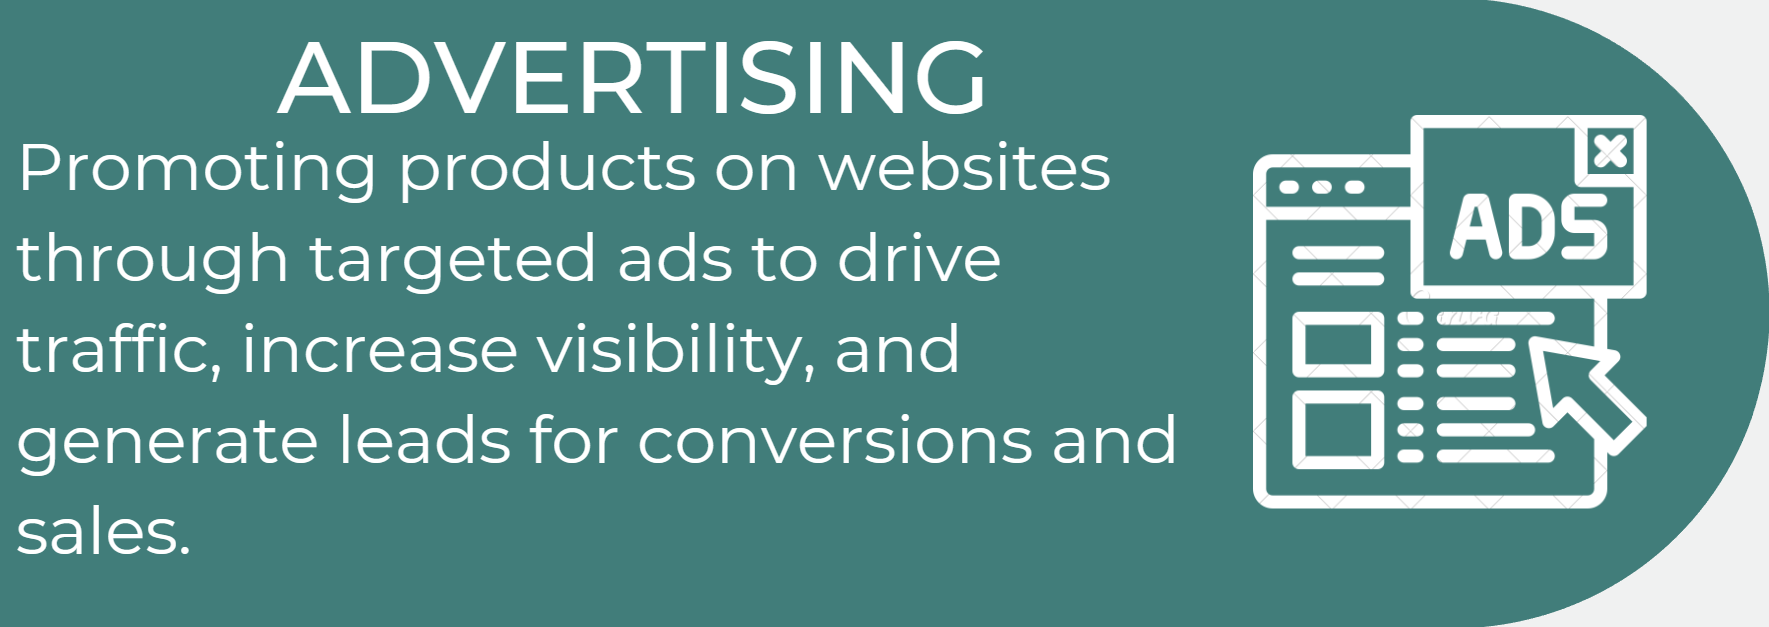 ADVERTISING
Promoting products on websites
through targeted ads to drive
traffic, increase visibility, and
generate leads for conversions and
sales.
ADS